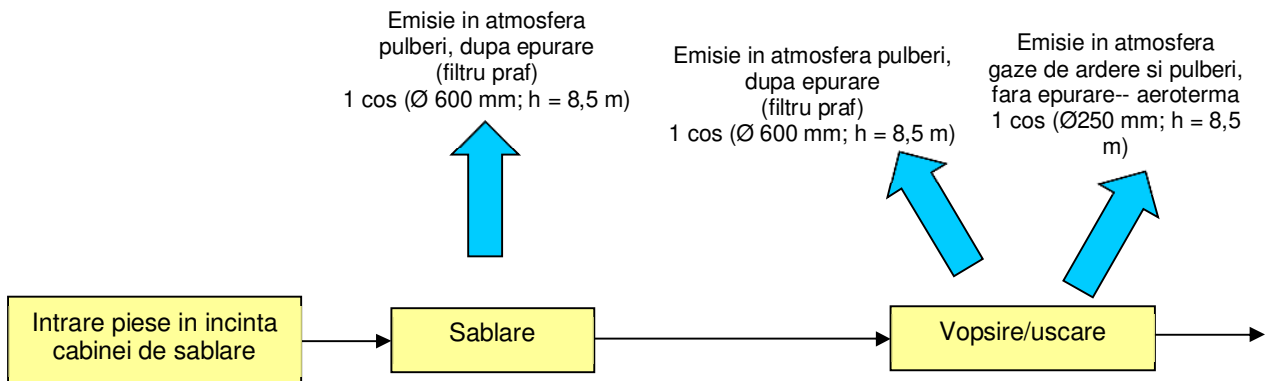 Emisie in atmosfera
pulberi, dupa epurare
(filtru praf)
1 cos (Ø 600 mm; h = 8,5 m)
Emisie in atmosfera pulberi,
dupa epurare
(filtru praf)
1 cos (Ø 600 mm; h = 8,5 m)
Emisie in atmosfera
gaze de ardere si pulberi,
fara epurare-- aeroterma
1 cos (Ø250 mm; h = 8,5
m)
Intrare piese in incinta
cabinei de sablare
Sablare
Vopsire/uscare